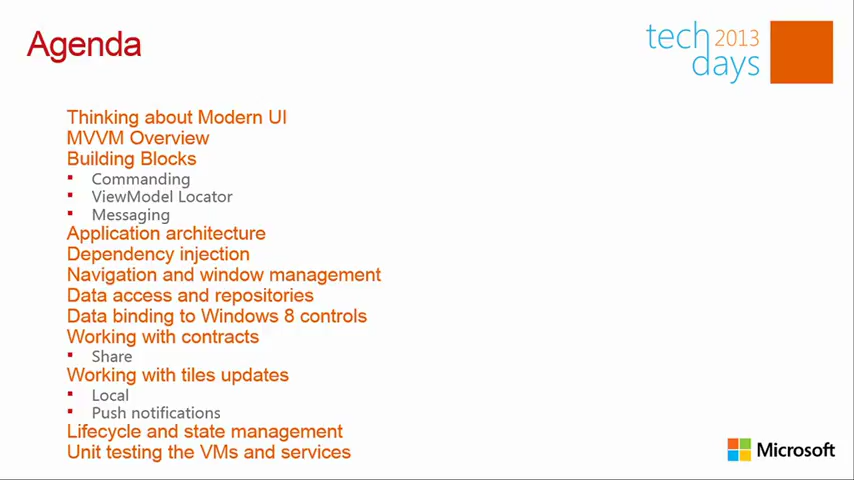 Agenda
tech 2013
days
Thinking about Modern UI
MVVM Overview
Building Blocks
▪ Commanding
▪ ViewModel Locator
▪ Messaging
Application architecture
Dependency injection
Navigation and window management
Data access and repositories
Data binding to Windows 8 controls
Working with contracts
▪ Share
Working with tiles updates
▪ Local
▪ Push notifications
Lifecycle and state management
Unit testing the VMs and services
Microsoft